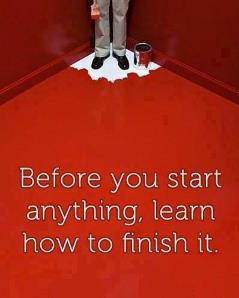 Before you start
anything, learn
how to finish it.